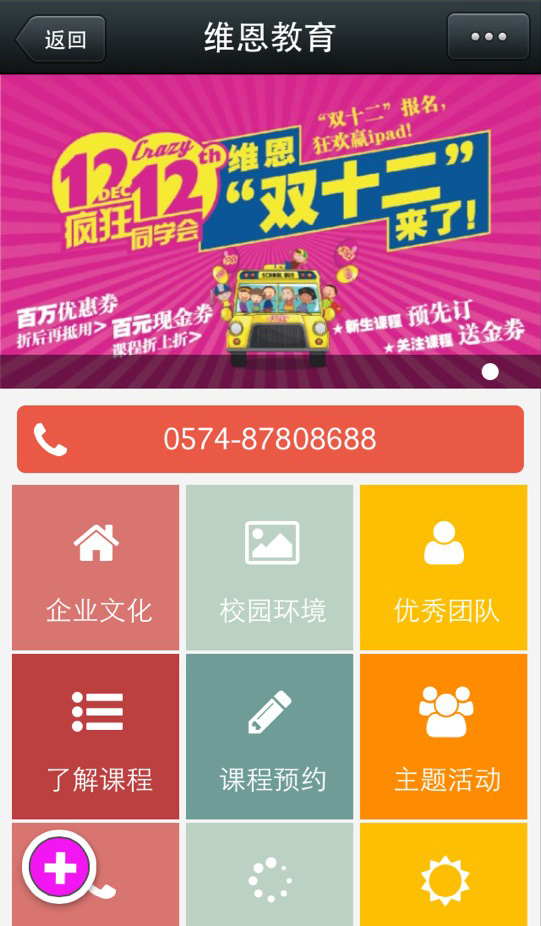 返回
维恩教育
“双十二”报名，
狂欢赢ipad!
Crazy
12
DEC
12th
疯狂
同学会
维恩
“双十二”
来了!
SCHOOL BUS
百万优惠券
折后再抵用>
百元现金券
课程折上折>
★新生课程 预先订
★关注课程 送金券
0574-87808688
企业文化
校园环境
优秀团队
了解课程
课程预约
主题活动